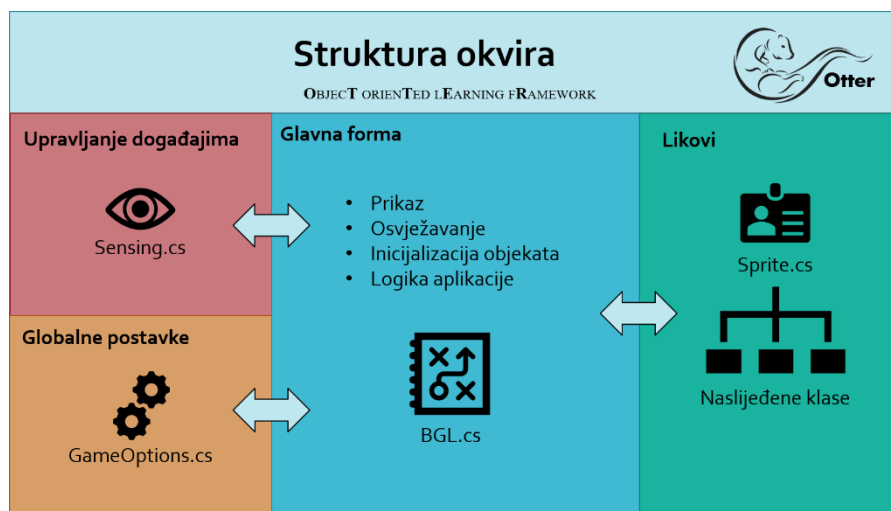 Struktura okvira
OBJECT ORIENTED LEARNING FRAMEWORK
Otter
Upravljanje događajima
Sensing.cs
Globalne postavke
GameOptions.cs
Glavna forma
• Prikaz
• Osvježavanje
• Inicijalizacija objekata
• Logika aplikacije
BGL.cs
Likovi
Sprite.cs
Naslijeđene klase